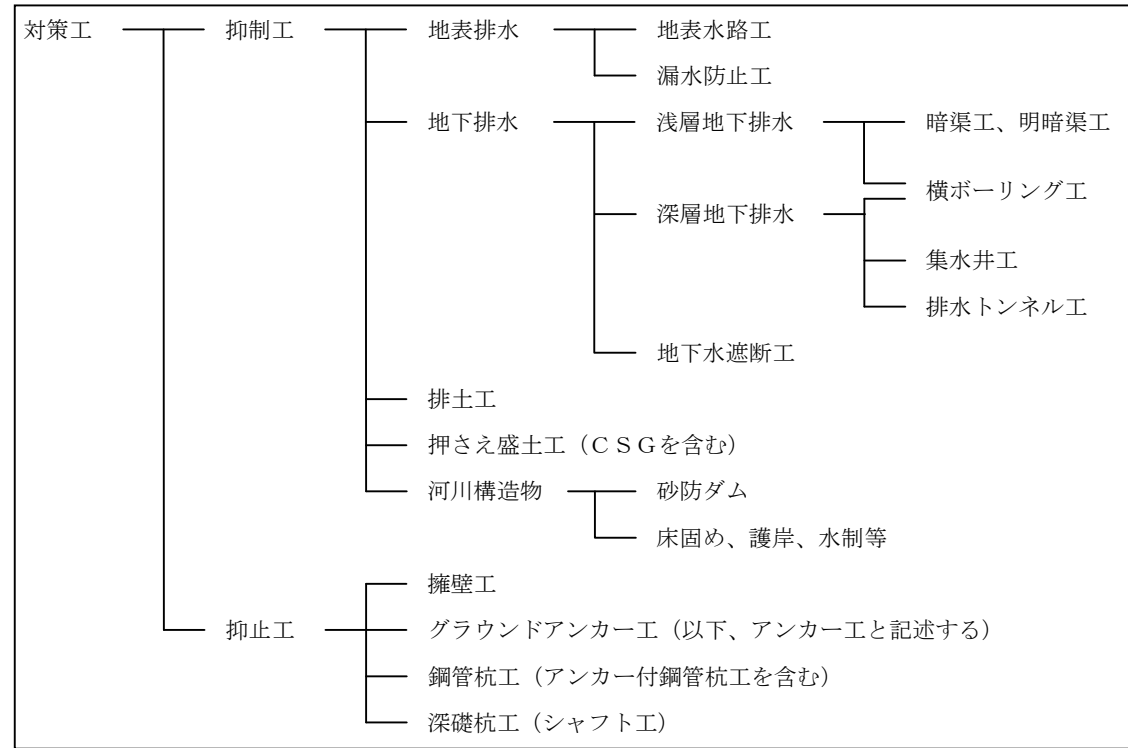 対策工 抑制工 地表排水 地表水路工
漏水防止工
地下排水 浅層地下排水 暗渠工、明暗渠工
横ボーリング工
深層地下排水
集水井工
排水トンネル工
地下水遮断工
排土工
押さえ盛土工（ＣＳＧを含む）
河川構造物 砂防ダム
床固め、護岸、水制等
擁壁工
抑止工 グラウンドアンカー工（以下、アンカー工と記述する）
鋼管杭工（アンカー付鋼管杭工を含む）
深礎杭工（シャフト工）